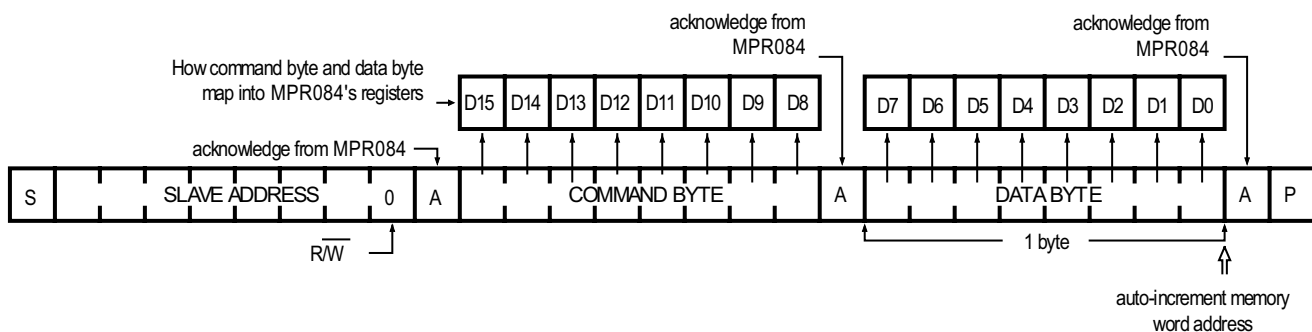 acknowledge from
MPR084
acknowledge from
MPR084
How command byte and data byte
map into MPR084's registers
D15 D14 D13 D12 D11 D10 D9 D8
D7 D6 D5 D4 D3 D2 D1 D0
acknowledge from MPR084
S SLAVE ADDRESS 0 A COMMAND BYTE A DATA BYTE A P
R/W̅
1 byte
auto-increment memory
word address